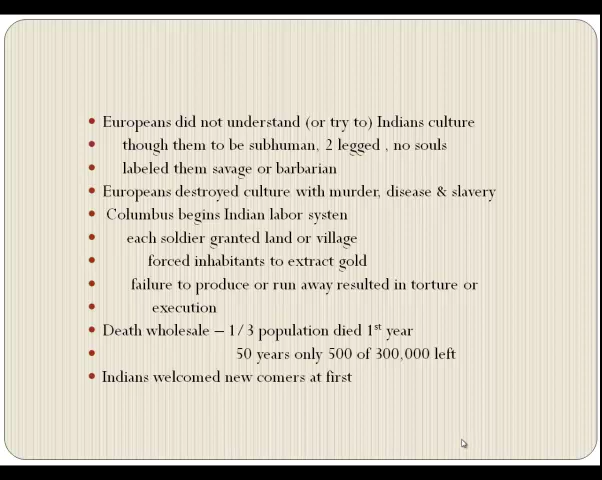 • Europeans did not understand (or try to) Indians culture
• though them to be subhuman, 2 legged , no souls
• labeled them savage or barbarian
• Europeans destroyed culture with murder, disease & slavery
• Columbus begins Indian labor systen
• each soldier granted land or village
• forced inhabitants to extract gold
• failure to produce or run away resulted in torture or
• execution
• Death wholesale – 1/3 population died 1st year
• 50 years only 500 of 300,000 left
• Indians welcomed new comers at first